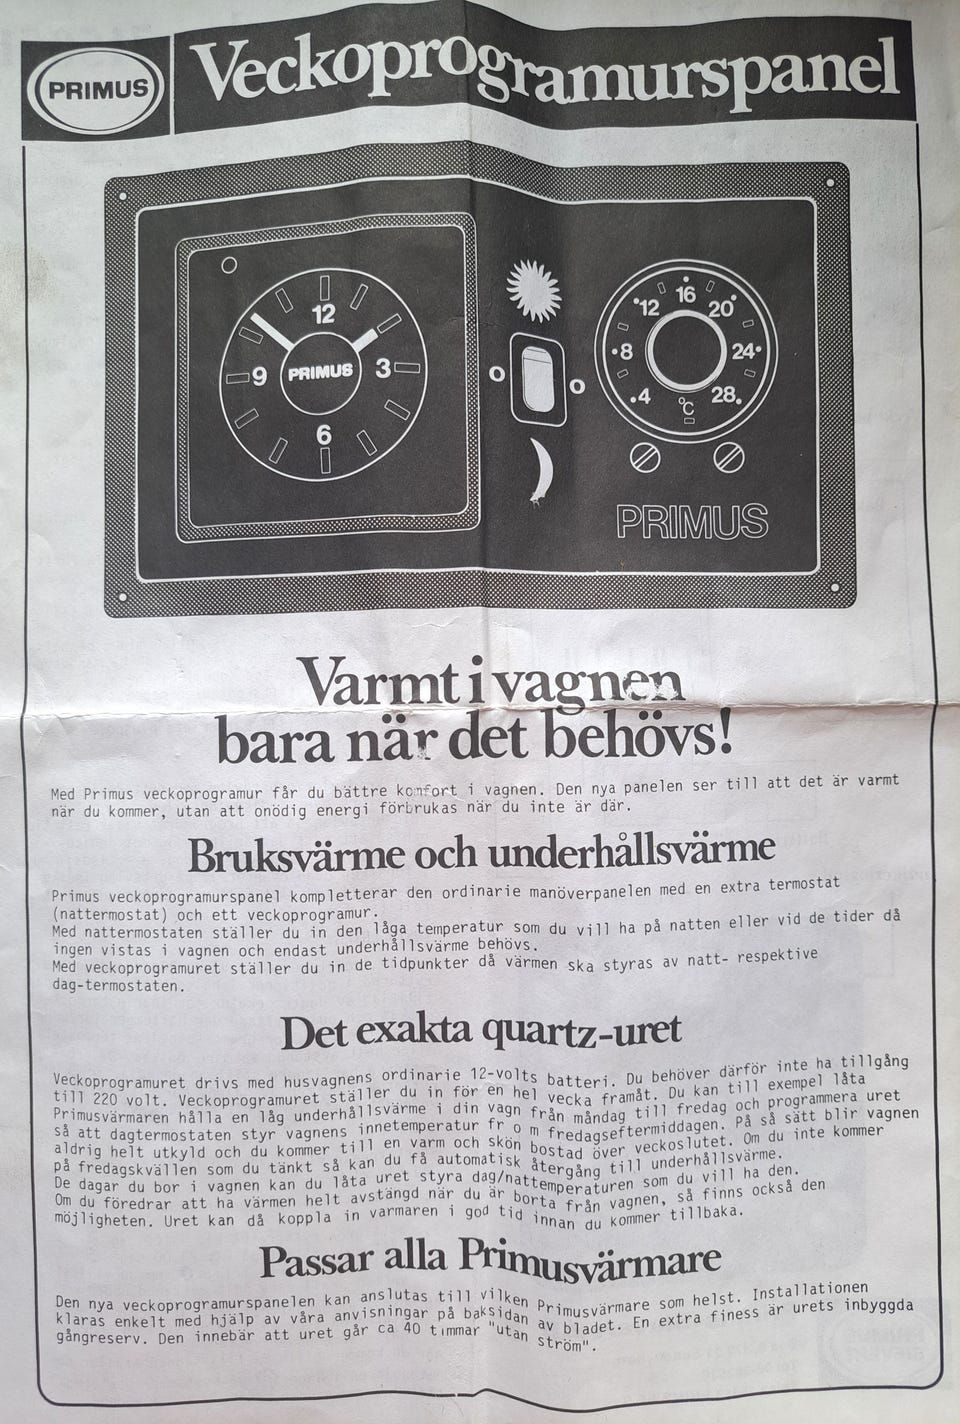 PRIMUS
Veckoprogramurspanel
12
9
PRIMUS
3
6
O
O
12
16
20
8
24
4
°C
28
PRIMUS
Varmt i vagnen
bara när det behövs!
Med Primus veckoprogramur får du bättre komfort i vagnen. Den nya panelen ser till att det är varmt
när du kommer, utan att onödig energi förbrukas när du inte är där.
Bruksvärme och underhållsvärme
Primus veckoprogramurspanel kompletterar den ordinarie manöverpanelen med en extra termostat
(nattermostat) och ett veckoprogramur.
Med nattermostaten ställer du in den låga temperatur som du vill ha på natten eller vid de tider då
ingen vistas i vagnen och endast underhållsvärme behövs.
Med veckoprogramuret ställer du in de tidpunkter då värmen ska styras av natt- respektive
dag-termostaten.
Det exakta quartz-uret
Veckoprogramuret drivs med husvagnens ordinarie 12-volts batteri. Du behöver därför inte ha tillgång
till 220 volt. Veckoprogramuret ställer du in för en hel vecka framåt. Du kan till exempel låta
Primusvärmaren hålla en låg underhållsvärme i din vagn från måndag till fredag och programmera uret
så att dagtermostaten styr vagnens innetemperatur fr o m fredagseftermiddagen. På så sätt blir vagnen
aldrig helt utkyld och du kommer till en varm och skön bostad över veckoslutet. Om du inte kommer
på fredagskvällen som du tänkt så kan du få automatisk återgång till underhållsvärme.
De dagar du bor i vagnen kan du låta uret styra dag/nattemperaturen som du vill ha den.
Om du föredrar att ha värmen helt avstängd när du är borta från vagnen, så finns också den
möjligheten. Uret kan då koppla in varmaren i god tid innan du kommer tillbaka.
Passar alla Primusvärmare
Den nya veckoprogramurspanelen kan anslutas till vilken Primusvärmare som helst. Installationen
klaras enkelt med hjälp av våra anvisningar på baksidan av bladet. En extra finess är urets inbyggda
gångreserv. Den innebär att uret går ca 40 timmar "utan ström".